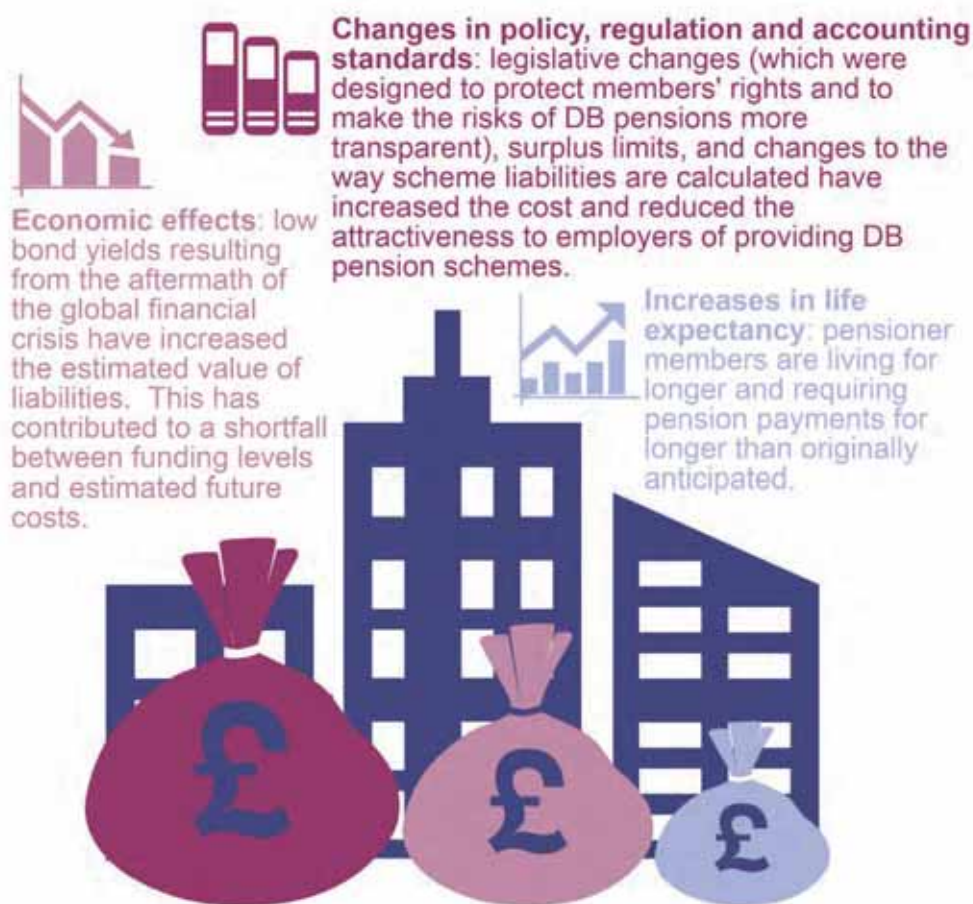 Changes in policy, regulation and accounting
standards: legislative changes (which were
designed to protect members' rights and to
make the risks of DB pensions more
transparent), surplus limits, and changes to the
way scheme liabilities are calculated have
increased the cost and reduced the
attractiveness to employers of providing DB
pension schemes.
Economic effects: low
bond yields resulting
from the aftermath of
the global financial
crisis have increased
the estimated value of
liabilities. This has
contributed to a shortfall
between funding levels
and estimated future
costs.
Increases in life
expectancy: pensioner
members are living for
longer and requiring
pension payments for
longer than originally
anticipated.
£
£
£